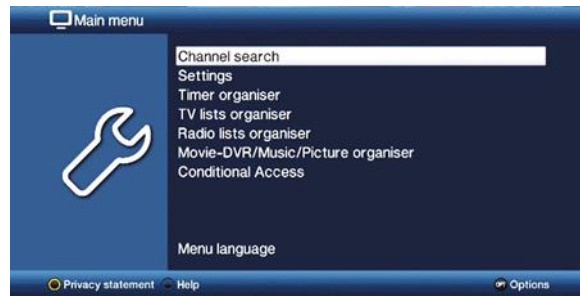 Main menu
Channel search
Settings
Timer organiser
TV lists organiser
Radio lists organiser
Movie-DVR/Music/Picture organiser
Conditional Access
Menu language
Privacy statement Help OPT Options